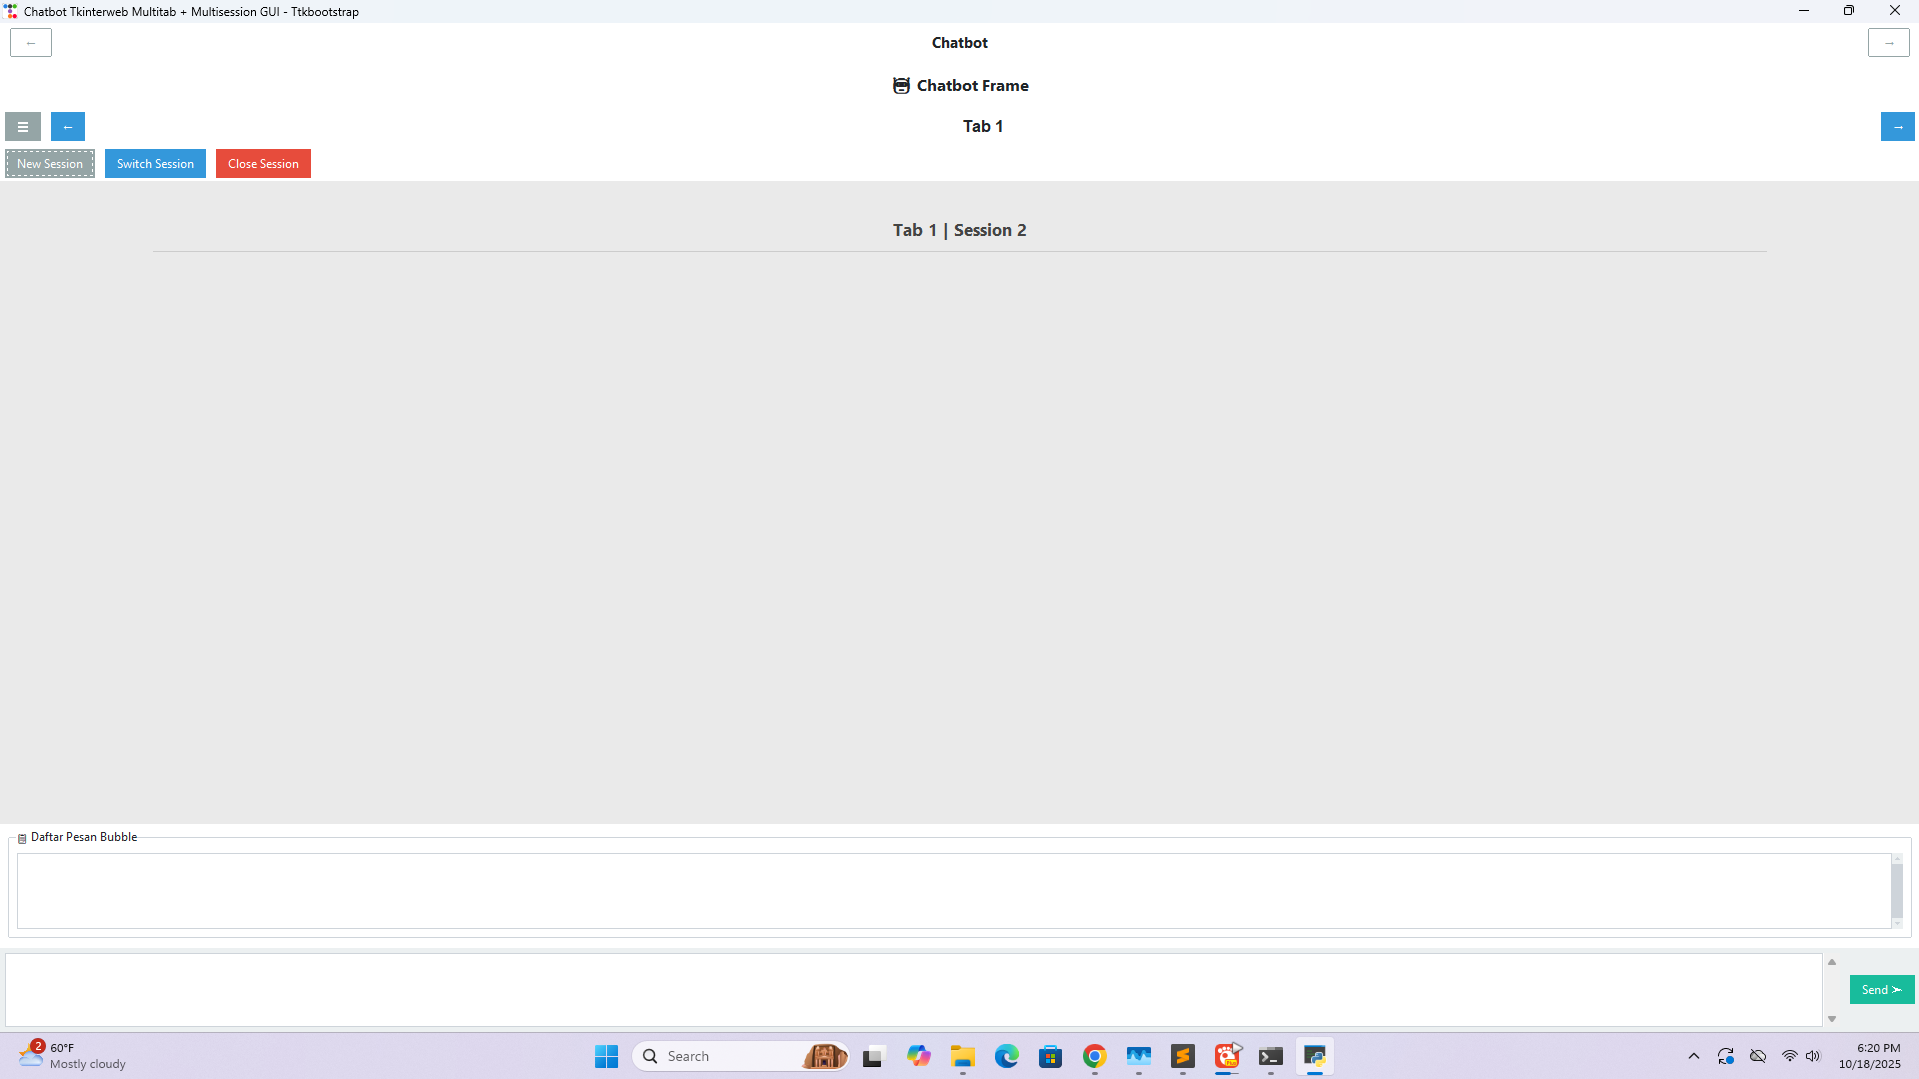 Chatbot Tkinterweb Multitab + Multisession GUI - Ttkbootstrap
←
Chatbot
→
Chatbot Frame
☰
←
Tab 1
→
New Session
Switch Session
Close Session
Tab 1 | Session 2
Daftar Pesan Bubble
Send ➣
2
60°F
Mostly cloudy
Search
6:20 PM
10/18/2025